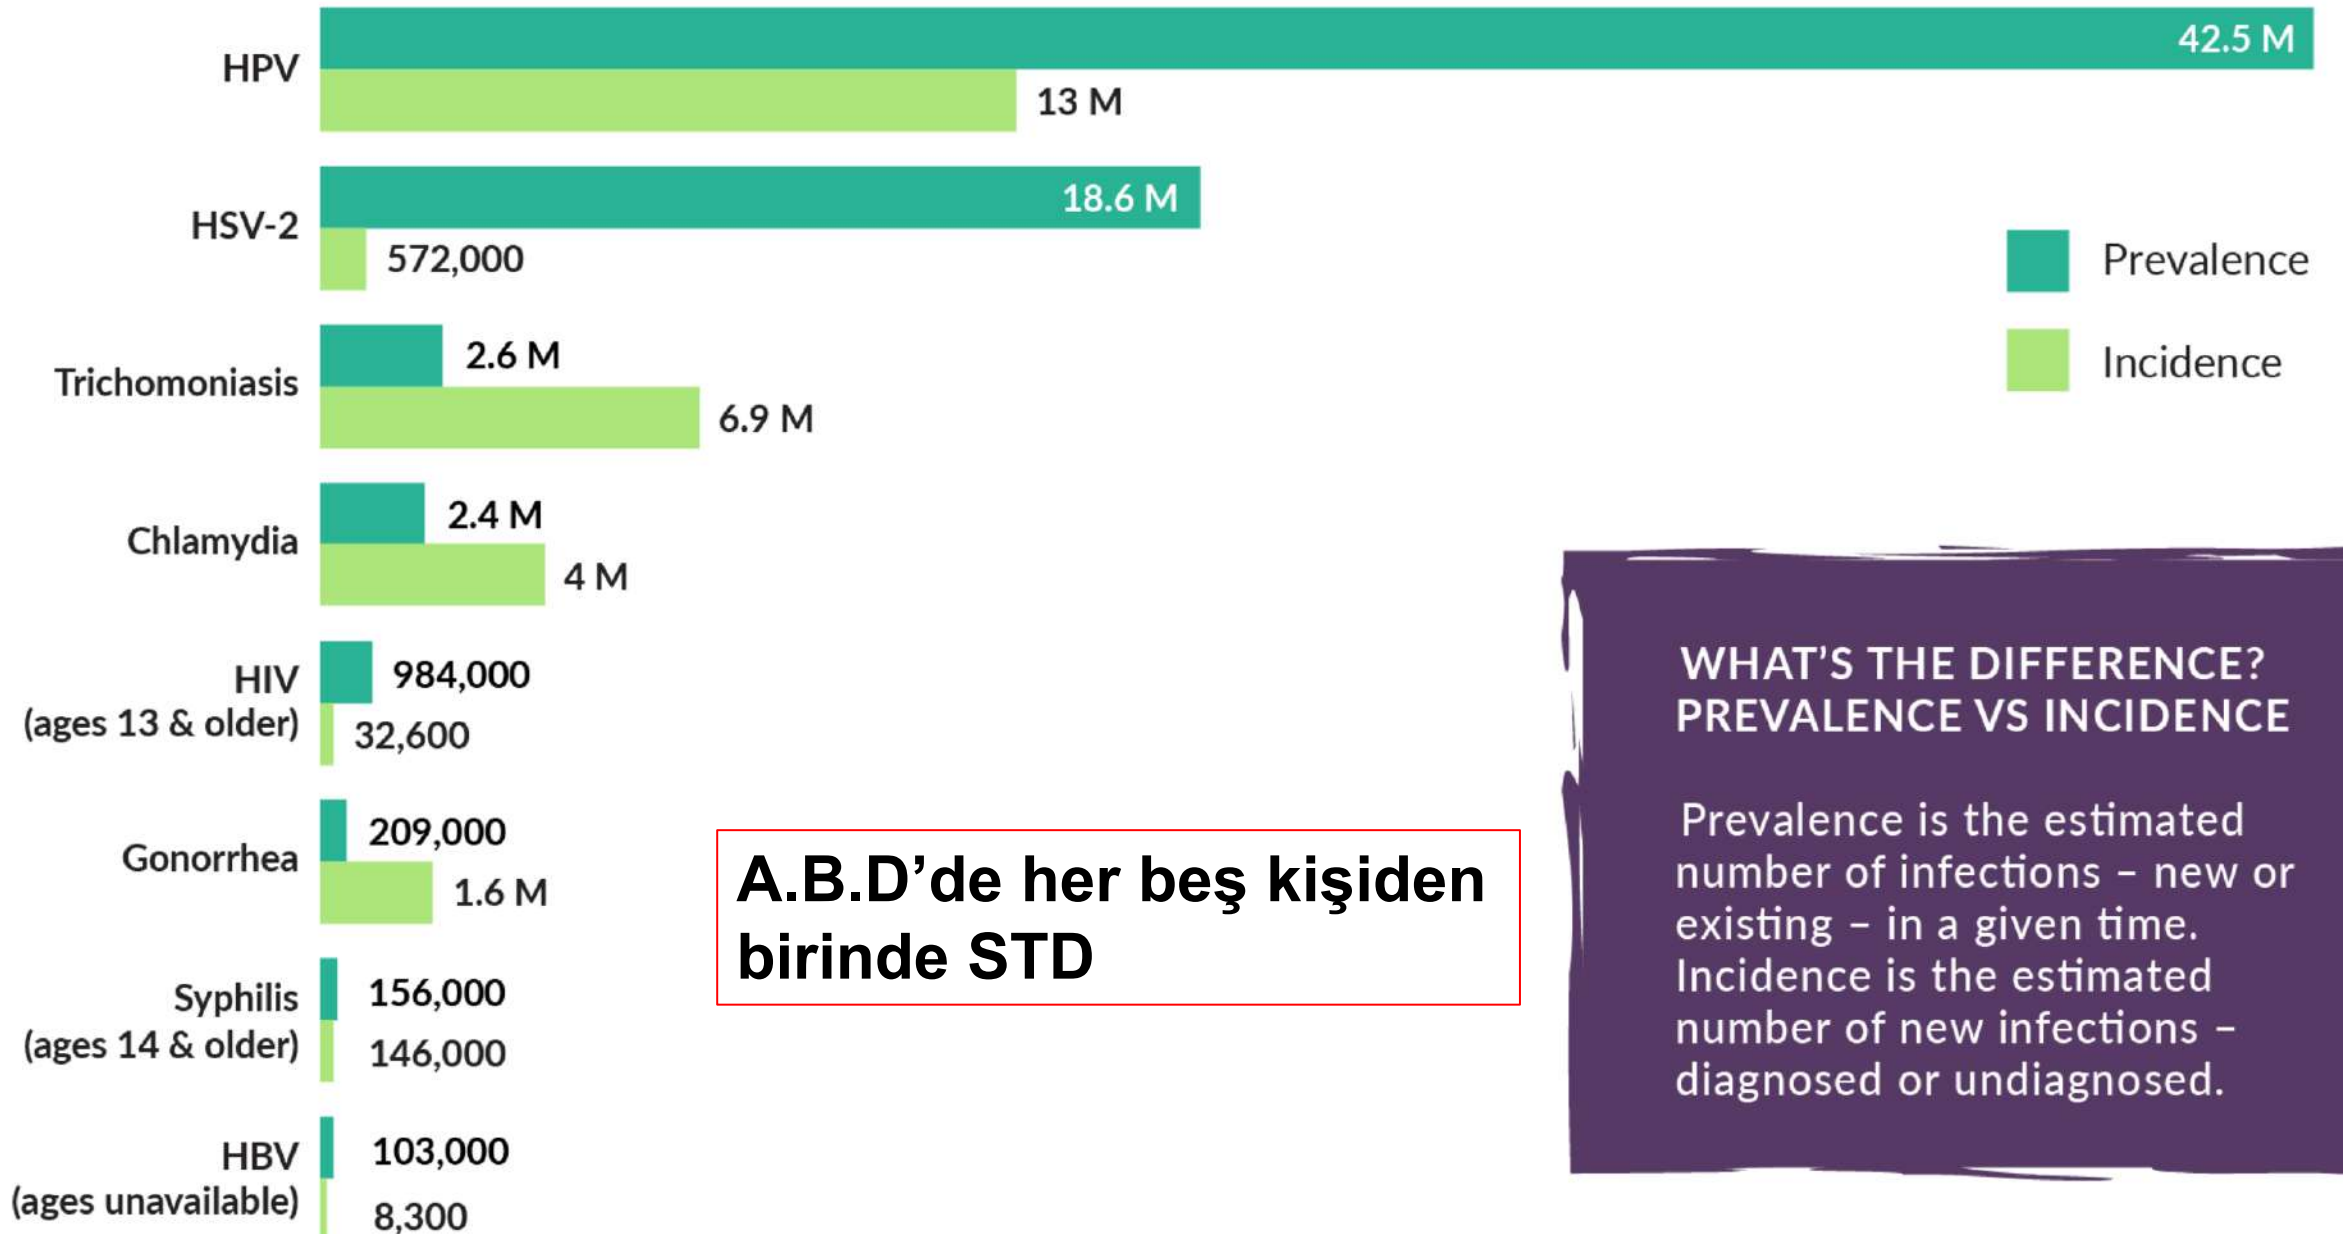 HPV
42.5 M
13 M
HSV-2
18.6 M
572,000
Prevalence
Incidence
Trichomoniasis
2.6 M
6.9 M
Chlamydia
2.4 M
4 M
HIV
(ages 13 & older)
984,000
32,600
Gonorrhea
209,000
1.6 M
Syphilis
(ages 14 & older)
156,000
146,000
HBV
(ages unavailable)
103,000
8,300
A.B.D’de her beş kişiden
birinde STD
WHAT’S THE DIFFERENCE?
PREVALENCE VS INCIDENCE
Prevalence is the estimated
number of infections – new or
existing – in a given time.
Incidence is the estimated
number of new infections –
diagnosed or undiagnosed.